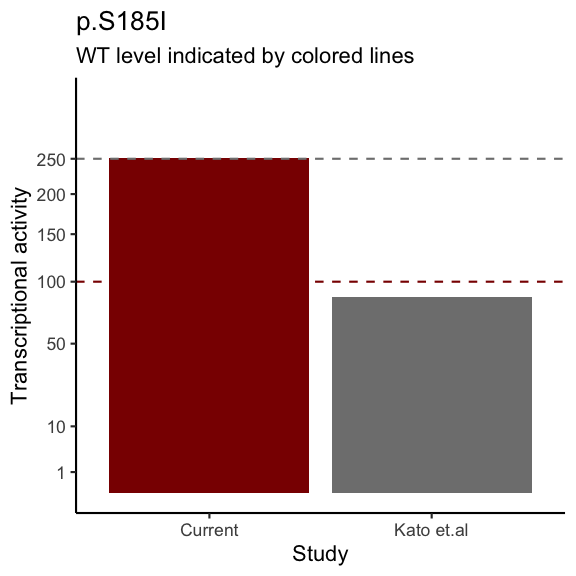 p.S185I
WT level indicated by colored lines
Transcriptional activity
250
200
150
100
50
10
1
Current
Kato et.al
Study